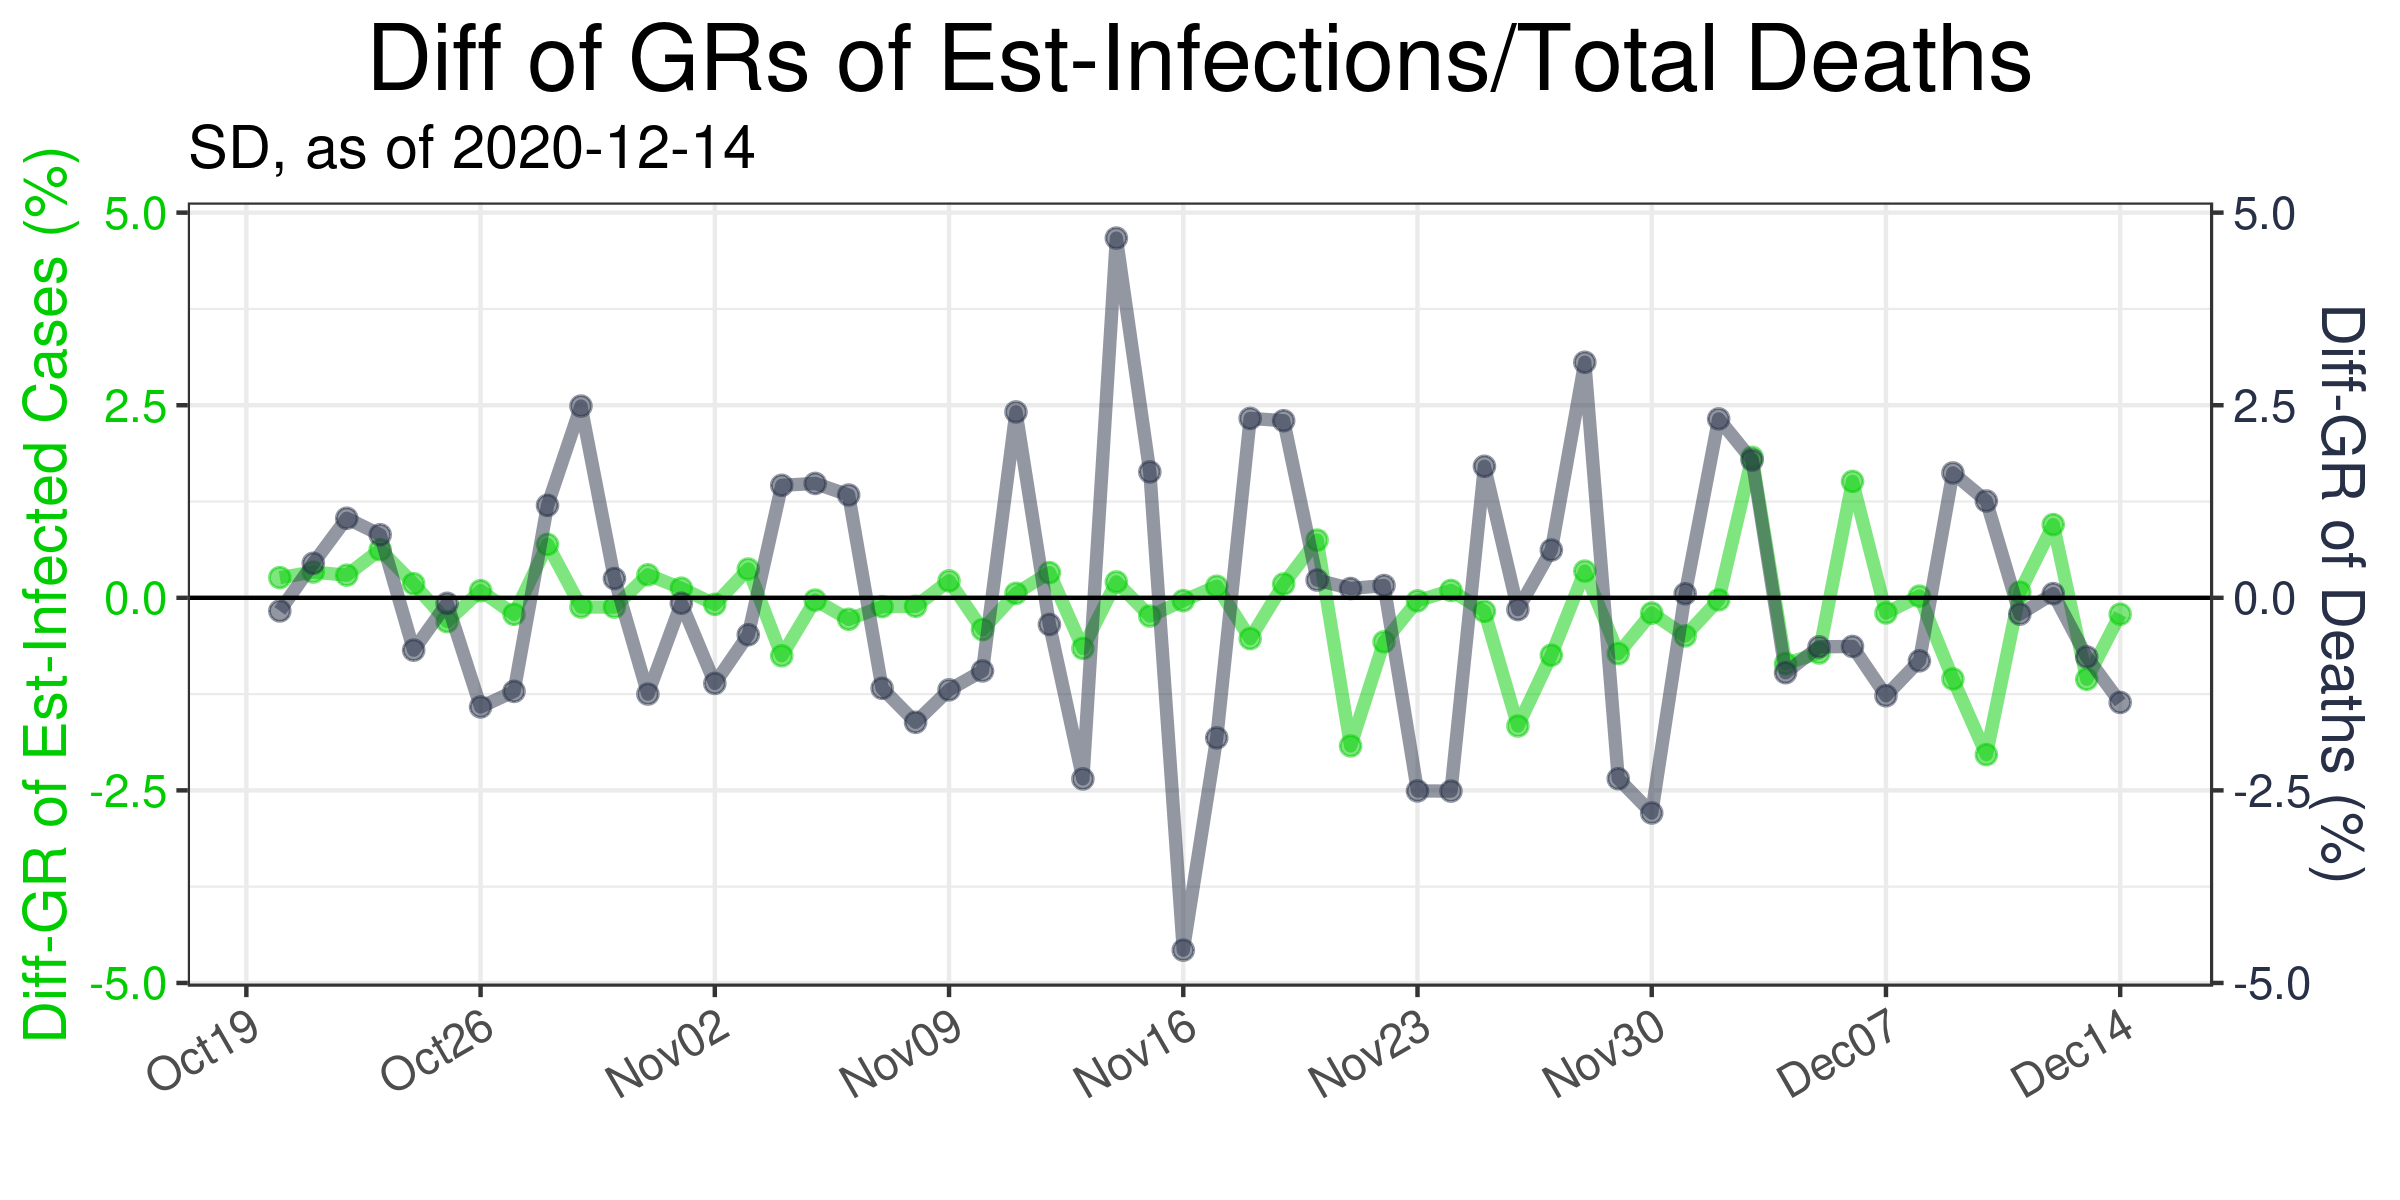 Diff of GRs of Est-Infections/Total Deaths
SD, as of 2020-12-14
Diff-GR of Est-Infected Cases (%)
5.0
2.5
0.0
-2.5
-5.0
5.0
2.5
0.0
-2.5
-5.0
Diff-GR of Deaths (%)
Oct19
Oct26
Nov02
Nov09
Nov16
Nov23
Nov30
Dec07
Dec14